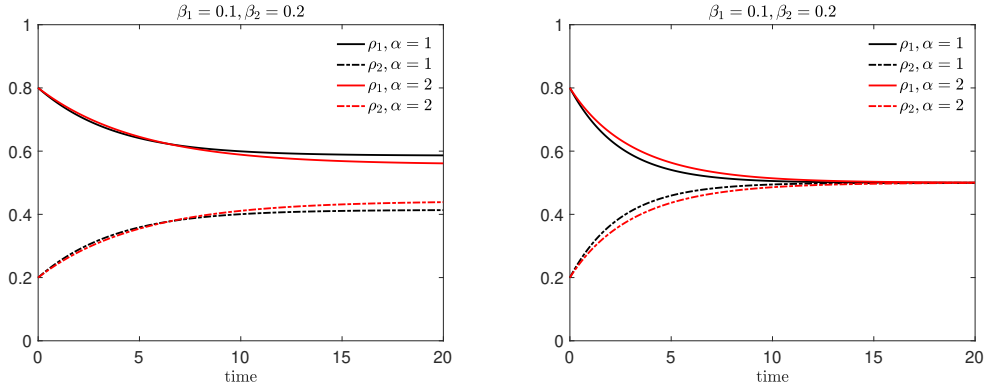 β₁ = 0.1, β₂ = 0.2
1
0.8
0.6
0.4
0.2
0
ρ₁, α = 1
ρ₂, α = 1
ρ₁, α = 2
ρ₂, α = 2
0 5 10 15 20
time
β₁ = 0.1, β₂ = 0.2
1
0.8
0.6
0.4
0.2
0
ρ₁, α = 1
ρ₂, α = 1
ρ₁, α = 2
ρ₂, α = 2
0 5 10 15 20
time